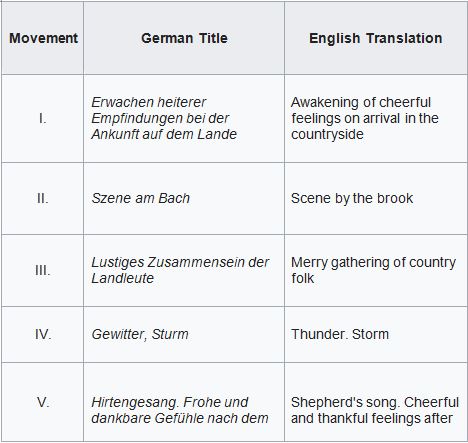 Movement German Title English Translation
I. Erwachen heiterer Empfindungen bei der Ankunft auf dem Lande Awakening of cheerful feelings on arrival in the countryside
II. Szene am Bach Scene by the brook
III. Lustiges Zusammensein der Landleute Merry gathering of country folk
IV. Gewitter, Sturm Thunder. Storm
V. Hirtengesang. Frohe und dankbare Gefühle nach dem Shepherd's song. Cheerful and thankful feelings after